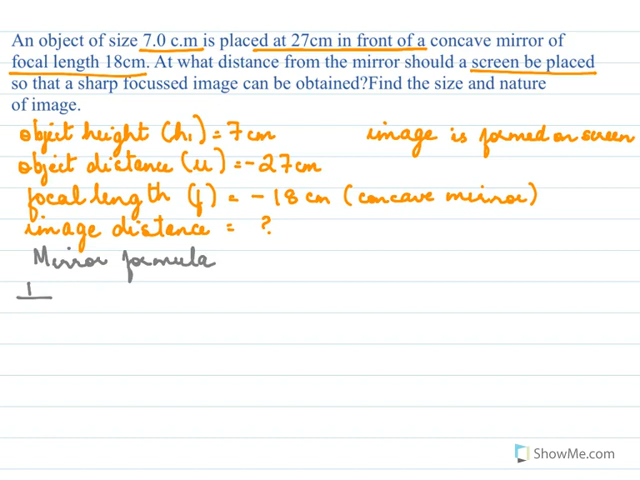 An object of size 7.0 c.m is placed at 27cm in front of a concave mirror of
focal length 18cm. At what distance from the mirror should a screen be placed
so that a sharp focussed image can be obtained?Find the size and nature
of image.
object height (h1) = 7 cm image is formed on screen
object distance (u) = -27cm
focal length (f) = - 18 cm (concave mirror)
image distance = ?
Mirror formula
1
ShowMe.com